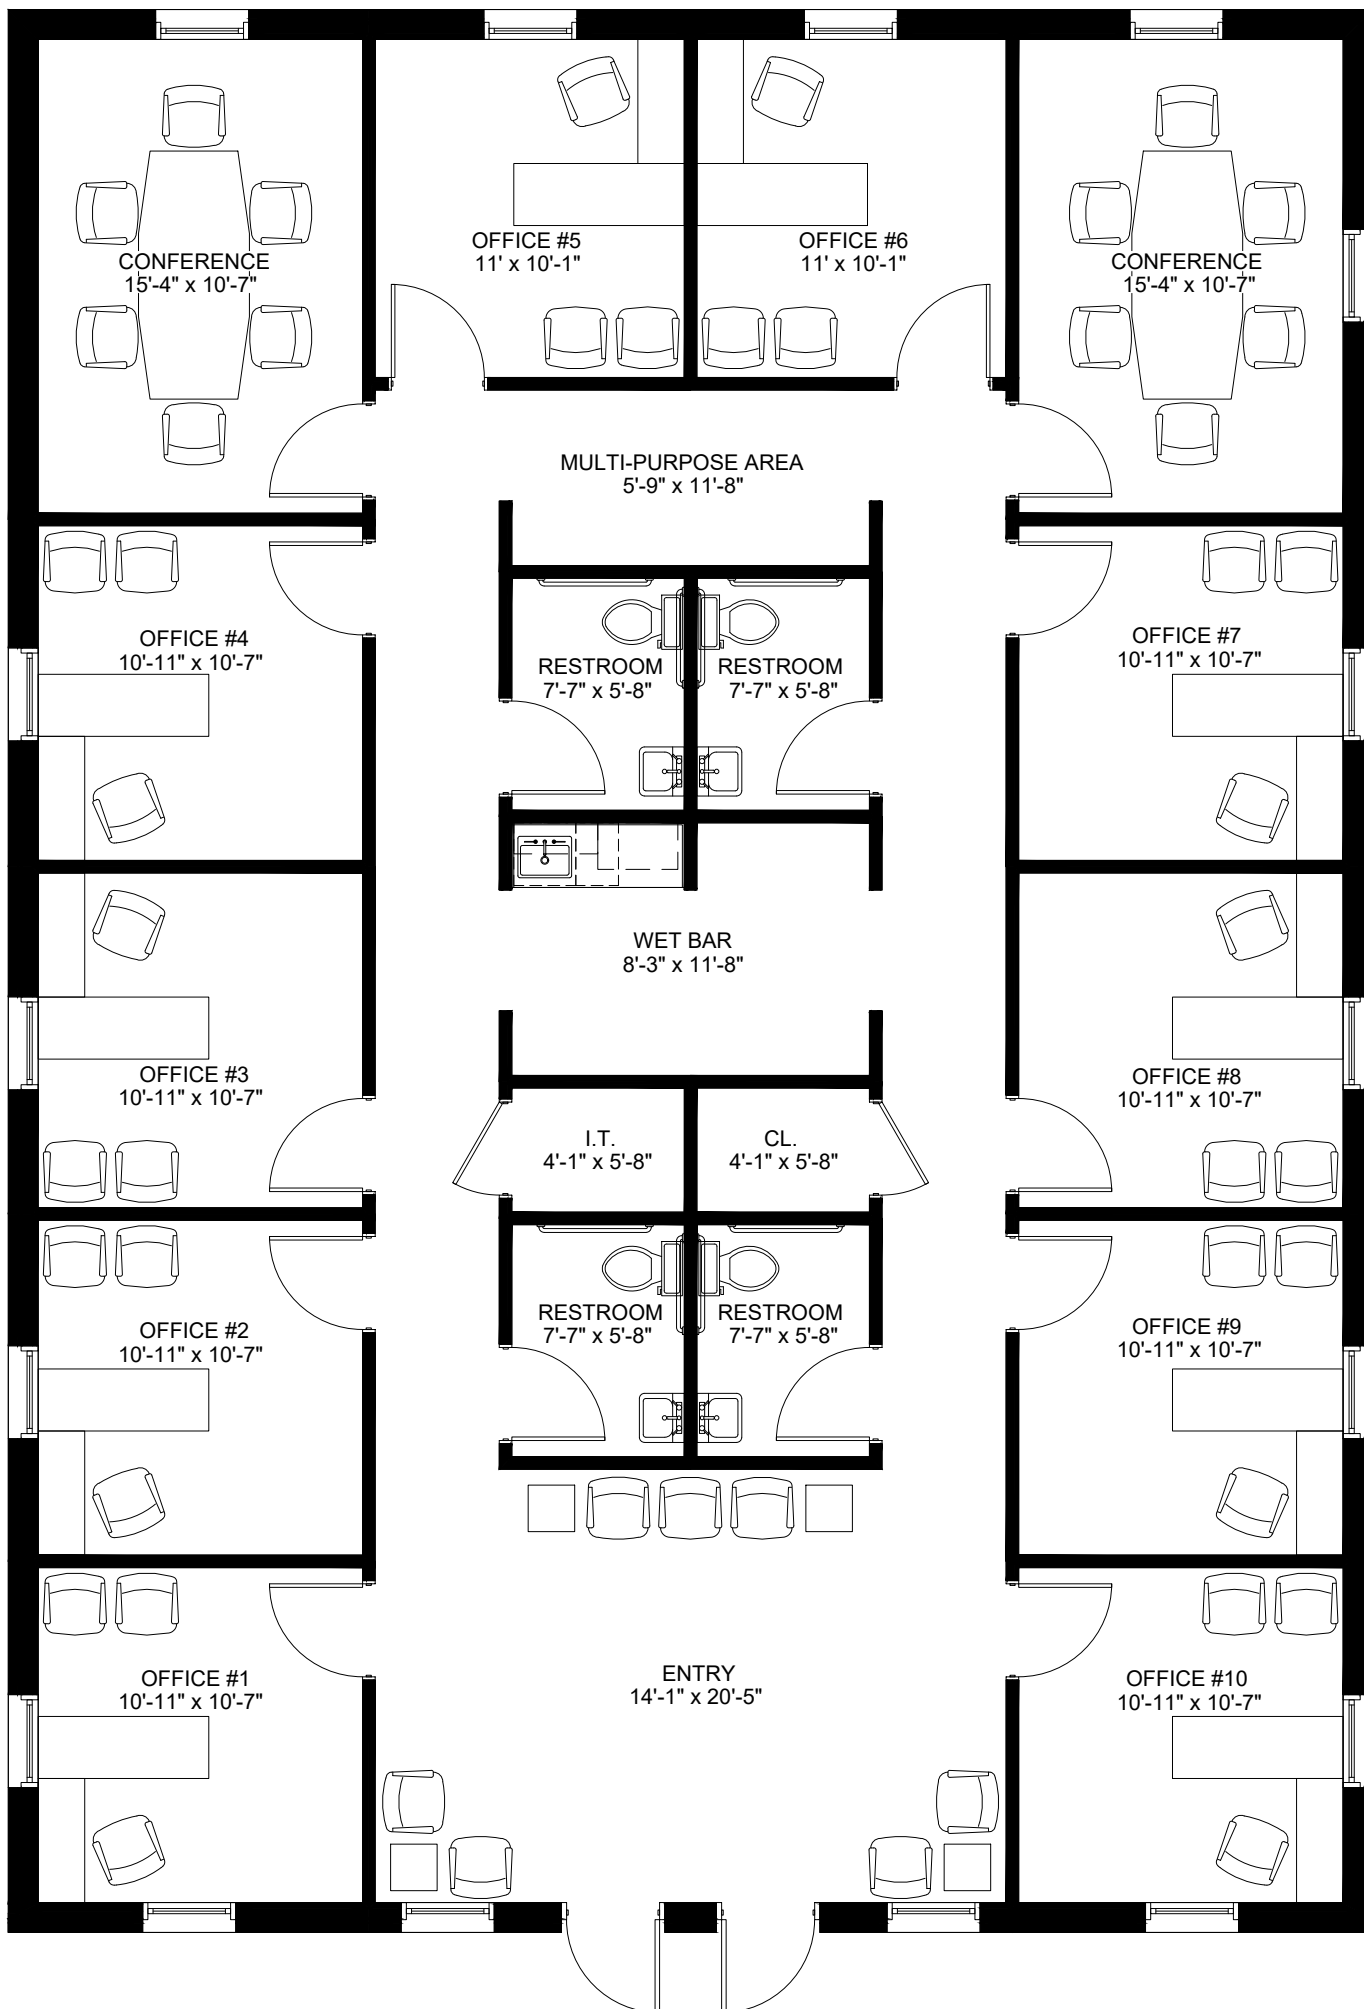 OFFICE #5
11' x 10'-1"
OFFICE #6
11' x 10'-1"
CONFERENCE
15'-4" x 10'-7"
CONFERENCE
15'-4" x 10'-7"
MULTI-PURPOSE AREA
5'-9" x 11'-8"
OFFICE #4
10'-11" x 10'-7"
RESTROOM
7'-7" x 5'-8"
RESTROOM
7'-7" x 5'-8"
OFFICE #7
10'-11" x 10'-7"
WET BAR
8'-3" x 11'-8"
OFFICE #3
10'-11" x 10'-7"
OFFICE #8
10'-11" x 10'-7"
I.T.
4'-1" x 5'-8"
CL.
4'-1" x 5'-8"
OFFICE #2
10'-11" x 10'-7"
RESTROOM
7'-7" x 5'-8"
RESTROOM
7'-7" x 5'-8"
OFFICE #9
10'-11" x 10'-7"
OFFICE #1
10'-11" x 10'-7"
ENTRY
14'-1" x 20'-5"
OFFICE #10
10'-11" x 10'-7"